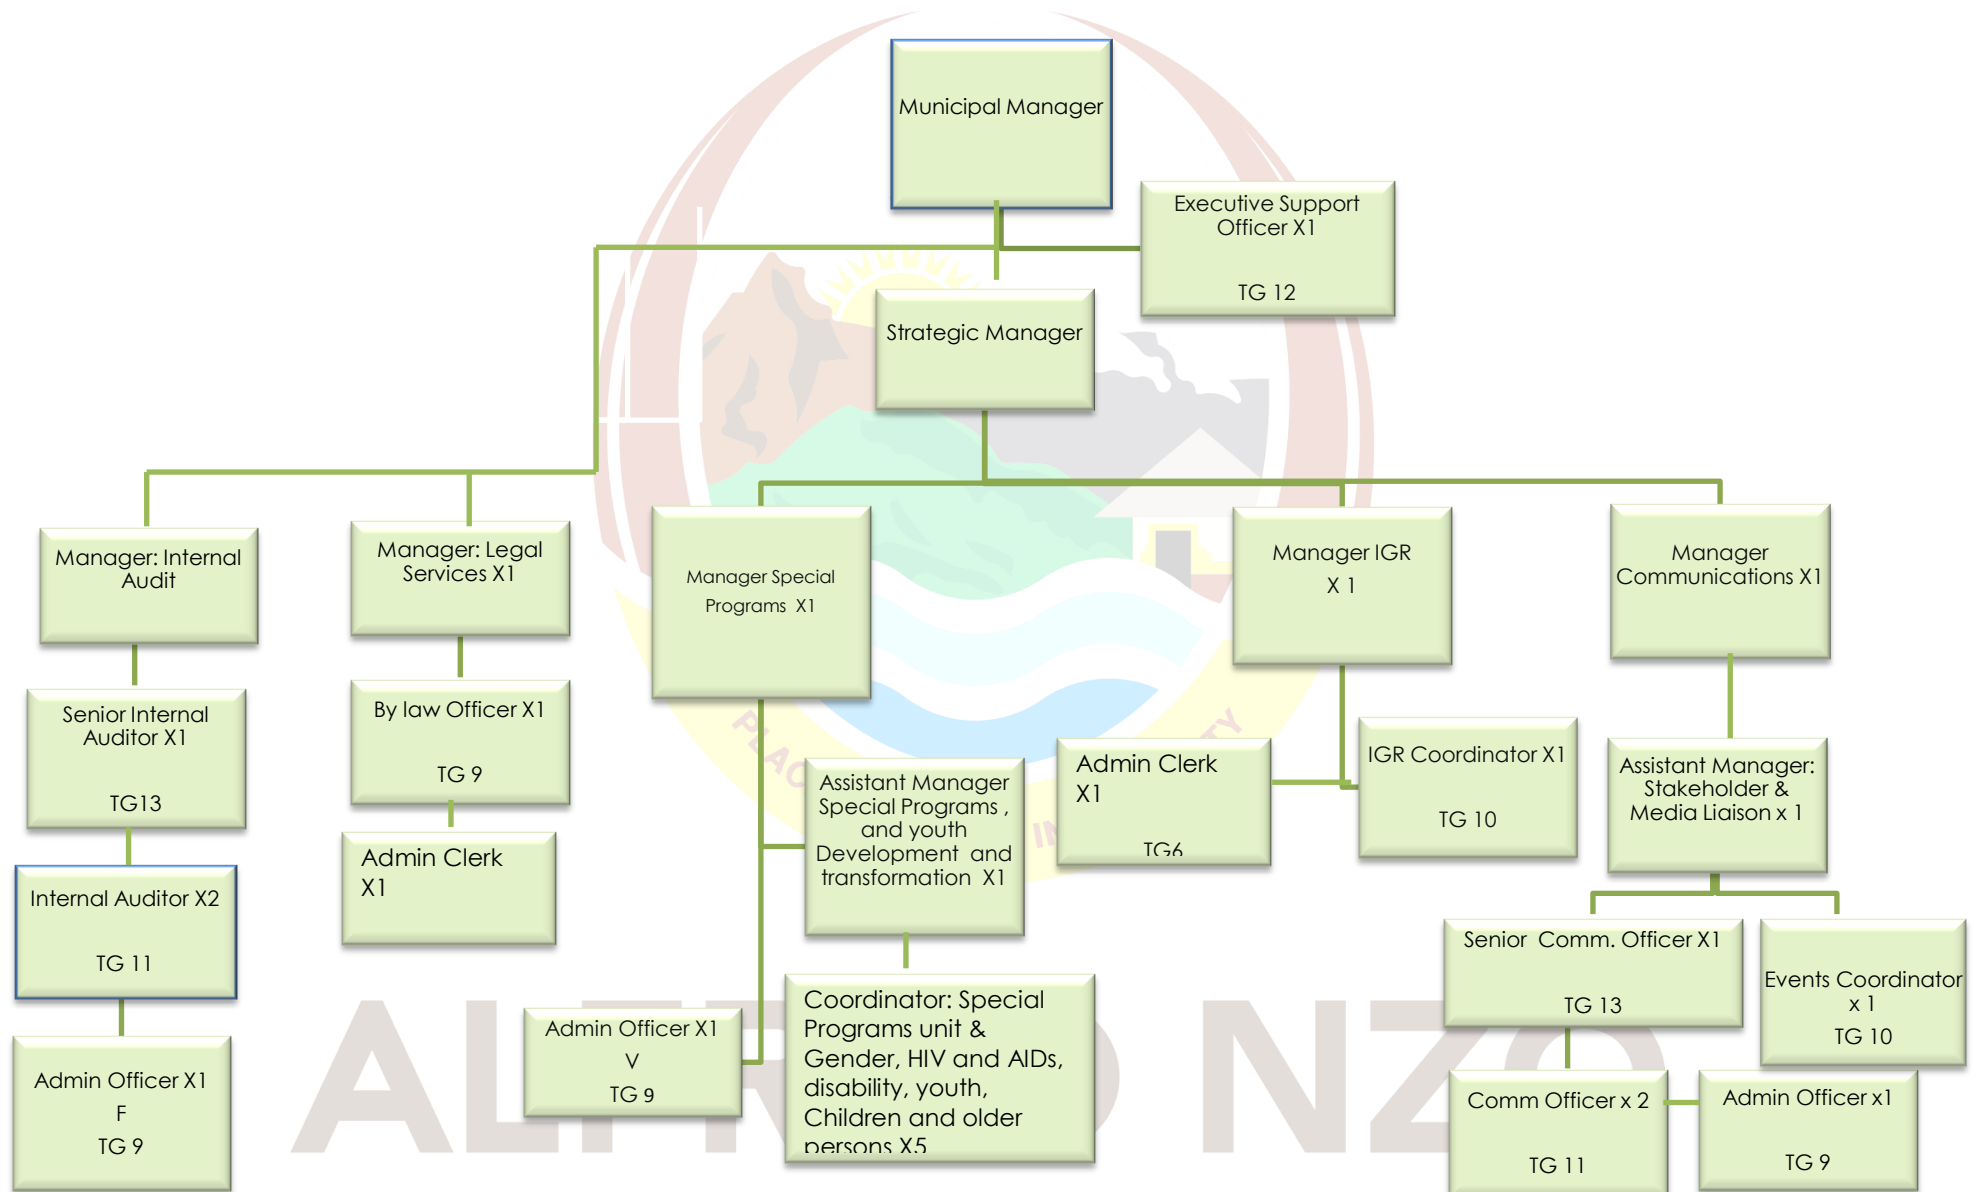 Municipal Manager
Executive Support
Officer X1
TG 12
Strategic Manager
Manager: Internal
Audit
Manager: Legal
Services X1
Manager Special
Programs X1
Manager IGR
X 1
Manager
Communications X1
Senior Internal
Auditor X1
TG13
By law Officer X1
TG 9
Admin Clerk
X1
Assistant Manager
Special Programs ,
and youth
Development and
transformation X1
Admin Clerk
X1
TG6
IGR Coordinator X1
TG 10
Assistant Manager:
Stakeholder &
Media Liaison x 1
Internal Auditor X2
TG 11
Admin Officer X1
F
TG 9
Admin Officer X1
V
TG 9
Coordinator: Special
Programs unit &
Gender, HIV and AIDs,
disability, youth,
Children and older
persons X5
Senior Comm. Officer X1
TG 13
Events Coordinator
x 1
TG 10
Comm Officer x 2
TG 11
Admin Officer x1
TG 9
NZO